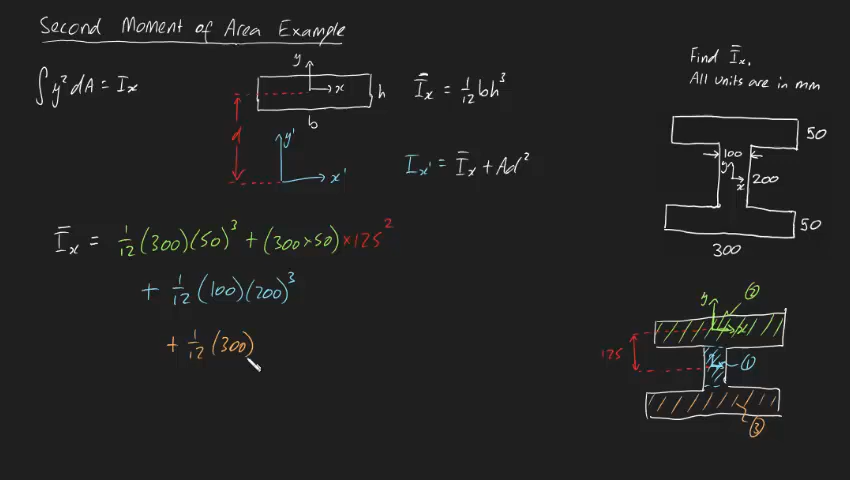 Second Moment of Area Example
∫y²dA = Iₓ
y
x
h
b
Īₓ = 1/12 bh³
d
y'
x'
Iₓ' = Īₓ + Ad²
Find Īₓ.
All units are in mm
50
100
y
x
200
50
300
Īₓ = 1/12 (300)(50)³ + (300×50)×125²
+ 1/12 (100)(200)³
+ 1/12 (300)
y
②
x
125
①
③